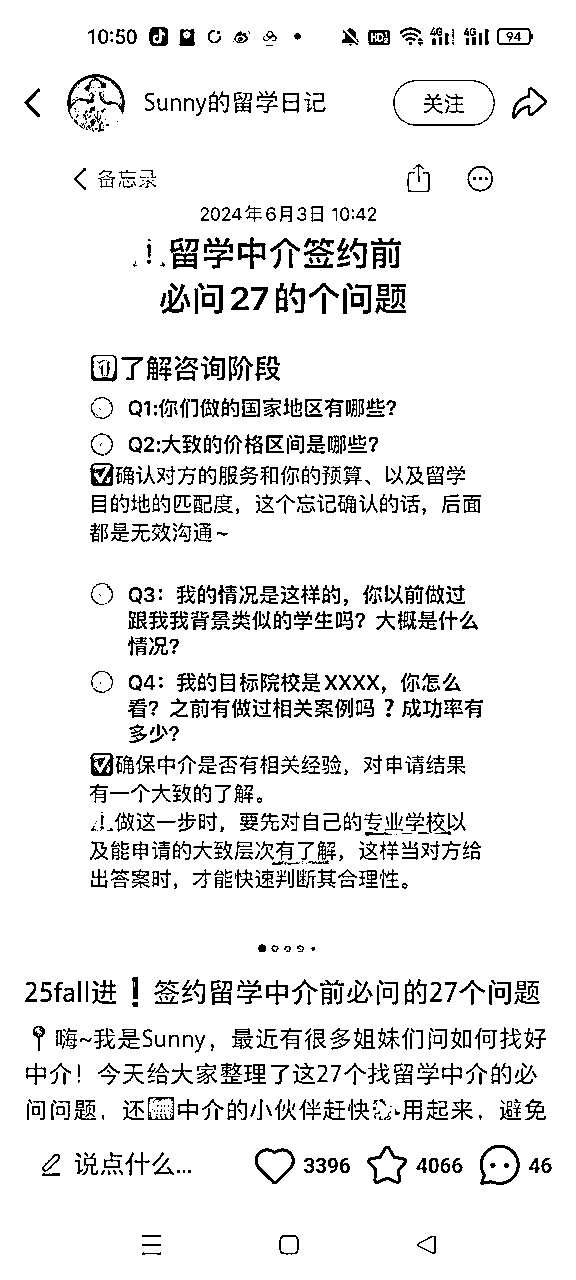 10:50 HD 4G 4G 94
Sunny的留学日记 关注
备忘录
2024年6月3日 10:42
留学中介签约前
必问27的个问题
了解咨询阶段
Q1:你们做的国家地区有哪些?
Q2:大致的价格区间是哪些?
确认对方的服务和你的预算、以及留学
目的地的匹配度，这个忘记确认的话，后面
都是无效沟通~
Q3：我的情况是这样的，你以前做过
跟我我背景类似的学生吗？大概是什么
情况？
Q4：我的目标院校是XXXX，你怎么
看？之前有做过相关案例吗？成功率有
多少？
确保中介是否有相关经验，对申请结果
有一个大致的了解。
做这一步时，要先对自己的专业学校以
及能申请的大致层次有了解，这样当对方给
出答案时，才能快速判断其合理性。
25fall进❗签约留学中介前必问的27个问题
嗨~我是Sunny，最近有很多姐妹们问如何找好
中介！今天给大家整理了这27个找留学中介的必
问问题，还中介的小伙伴赶快用起来，避免
说点什么... 3396 4066 46